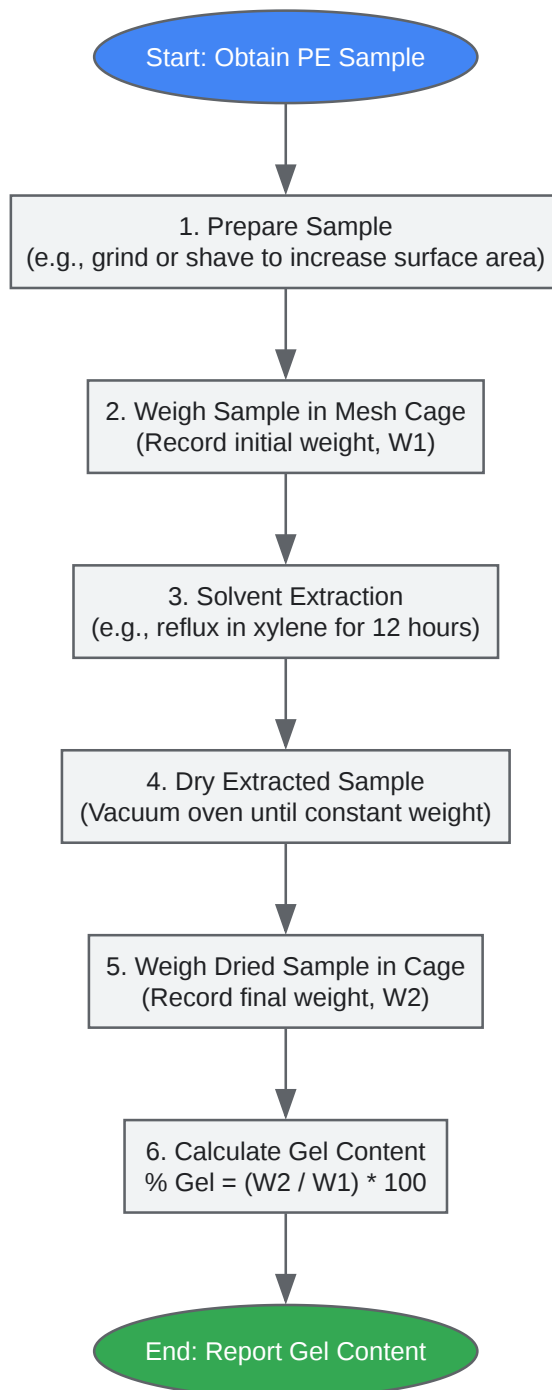 Start: Obtain PE Sample
1. Prepare Sample
(e.g., grind or shave to increase surface area)
2. Weigh Sample in Mesh Cage
(Record initial weight, W1)
3. Solvent Extraction
(e.g., reflux in xylene for 12 hours)
4. Dry Extracted Sample
(Vacuum oven until constant weight)
5. Weigh Dried Sample in Cage
(Record final weight, W2)
6. Calculate Gel Content
% Gel = (W2 / W1) * 100
End: Report Gel Content